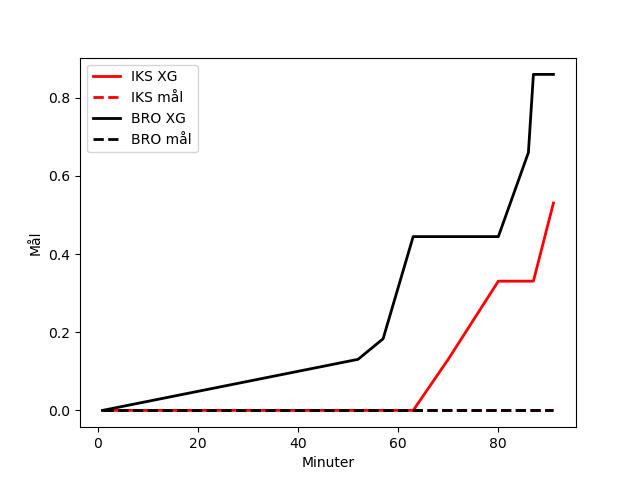 IKS XG
IKS mål
BRO XG
BRO mål
Mål
0.8
0.6
0.4
0.2
0.0
0 20 40 60 80
Minuter